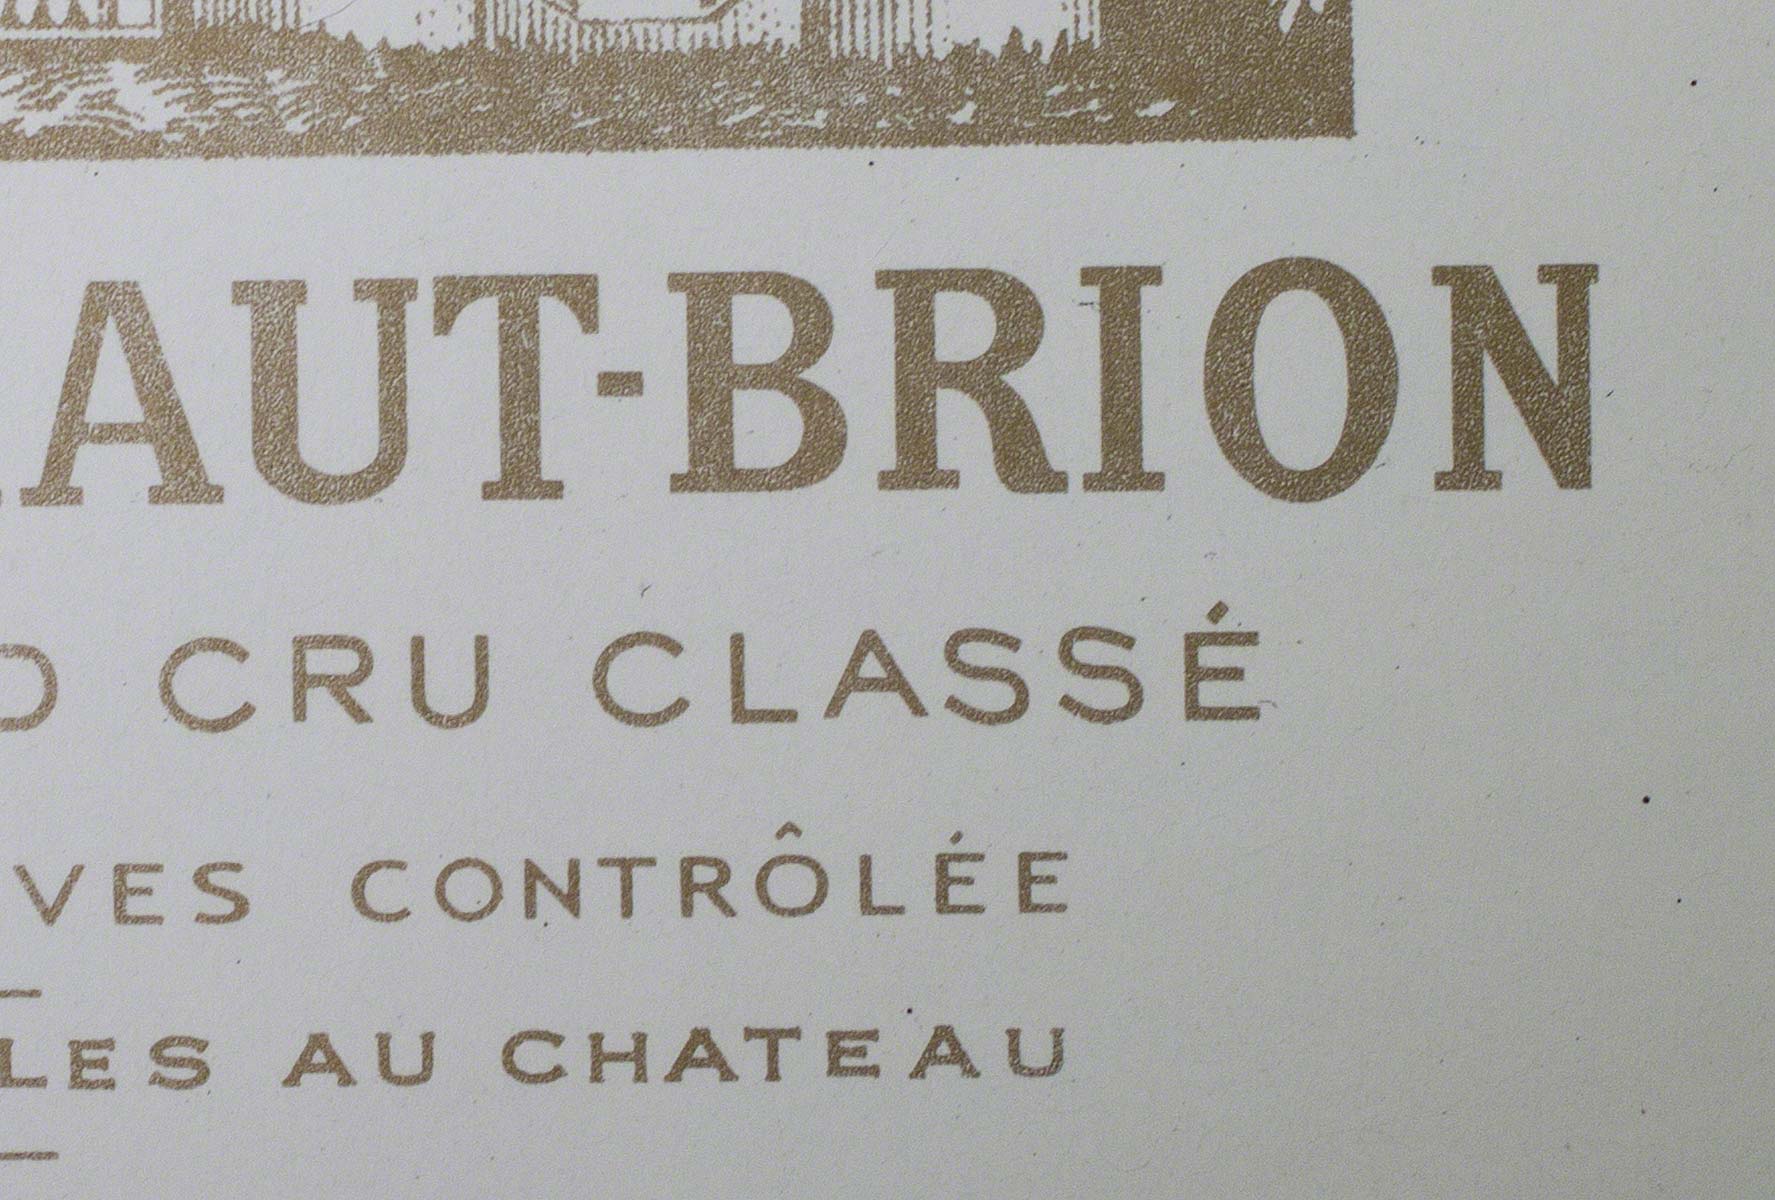 AUT-BRION
D CRU CLASSÉ
VES CONTRÔLÉE
LES AU CHATEAU